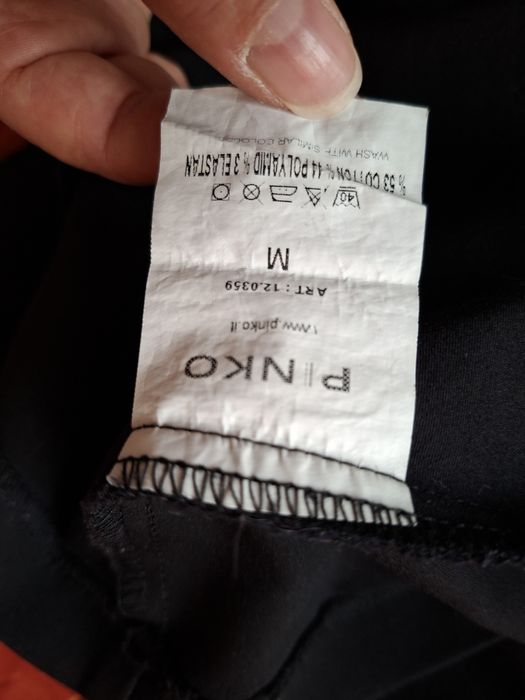 PINKO
www.pinko.it
ART : 12.0359
M
40
% 53 COTTON % 44 POLYAMID % 3 ELASTAN
WASH WITH SIMILAR